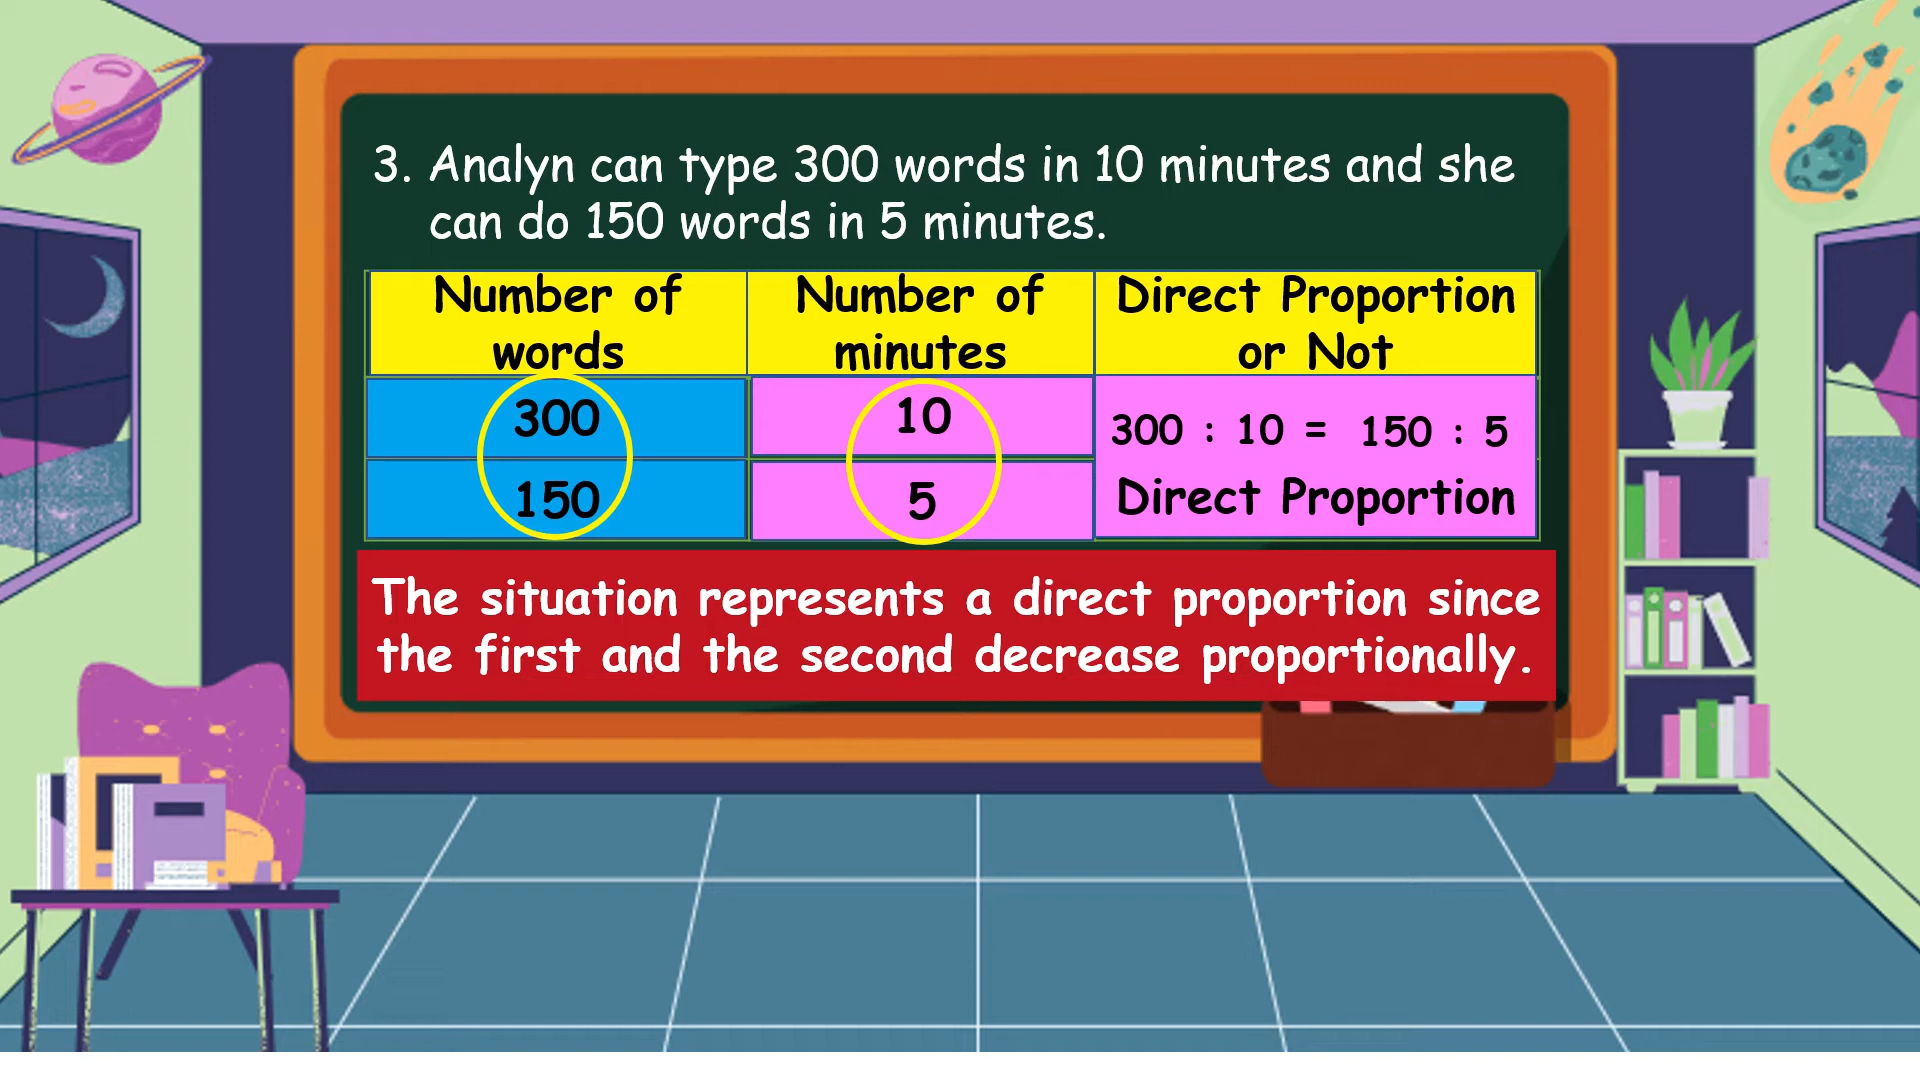 3. Analyn can type 300 words in 10 minutes and she
can do 150 words in 5 minutes.
Number of words
Number of minutes
Direct Proportion or Not
300
10
300 : 10 = 150 : 5
150
5
Direct Proportion
The situation represents a direct proportion since
the first and the second decrease proportionally.